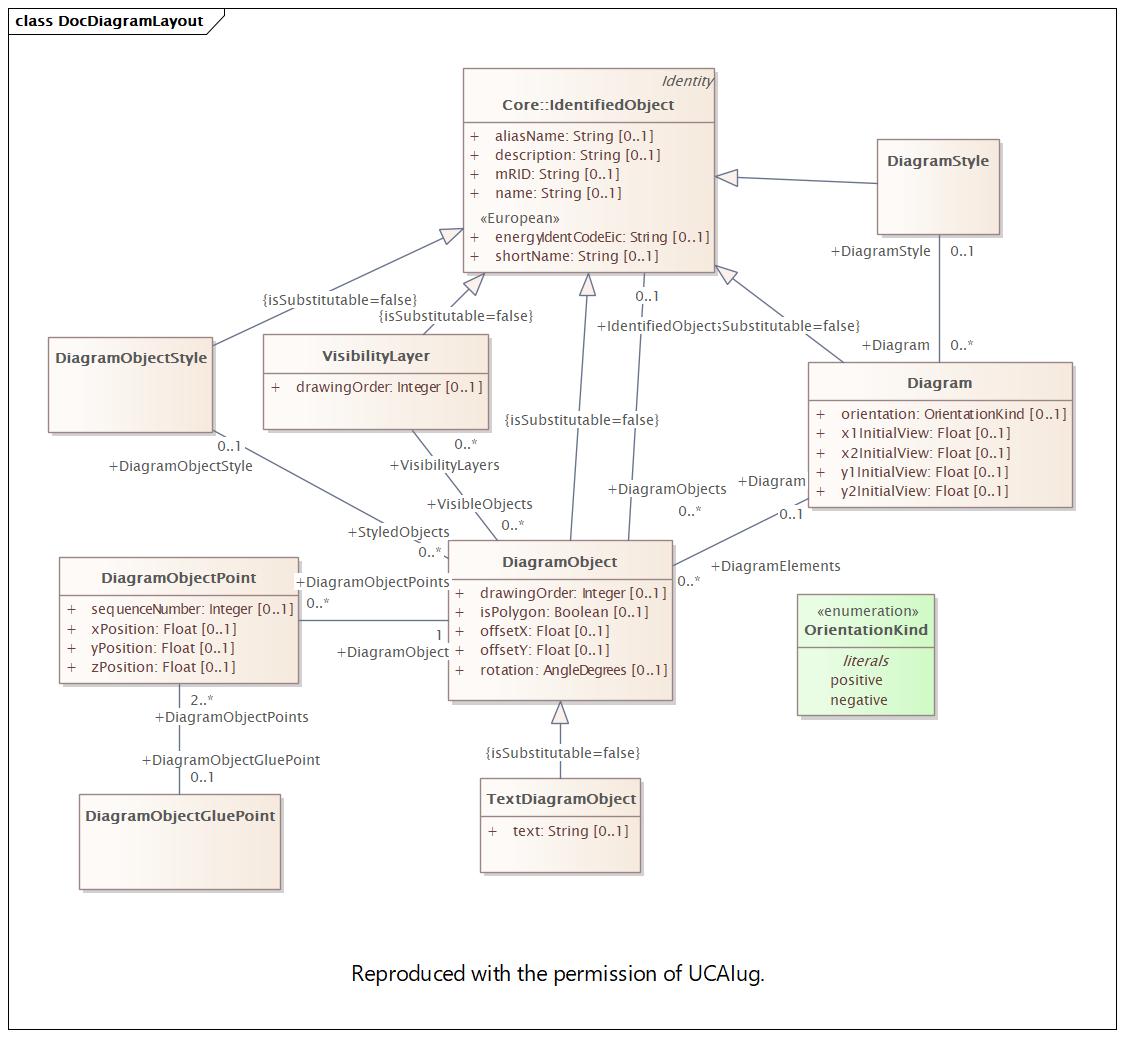 class DocDiagramLayout
Identity
Core::IdentifiedObject
+ aliasName: String [0..1]
+ description: String [0..1]
+ mRID: String [0..1]
+ name: String [0..1]
«European»
+ energyIdentCodeEic: String [0..1]
+ shortName: String [0..1]
DiagramStyle
+DiagramStyle 0..1
+Diagram 0..*
{isSubstitutable=false}
{isSubstitutable=false}
0..1
+IdentifiedObject
sSubstitutable=false}
{isSubstitutable=false}
+DiagramObjects
0..*
DiagramObjectStyle
0..1
+DiagramObjectStyle
VisibilityLayer
+ drawingOrder: Integer [0..1]
0..*
+VisibilityLayers
+VisibleObjects
0..*
+StyledObjects
0..*
Diagram
+ orientation: OrientationKind [0..1]
+ x1InitialView: Float [0..1]
+ x2InitialView: Float [0..1]
+ y1InitialView: Float [0..1]
+ y2InitialView: Float [0..1]
+Diagram
0..1
+DiagramElements
0..*
DiagramObjectPoint
+ sequenceNumber: Integer [0..1]
+ xPosition: Float [0..1]
+ yPosition: Float [0..1]
+ zPosition: Float [0..1]
+DiagramObjectPoints
0..*
1
+DiagramObject
DiagramObject
+ drawingOrder: Integer [0..1]
+ isPolygon: Boolean [0..1]
+ offsetX: Float [0..1]
+ offsetY: Float [0..1]
+ rotation: AngleDegrees [0..1]
«enumeration»
OrientationKind
literals
positive
negative
2..*
+DiagramObjectPoints
+DiagramObjectGluePoint
0..1
DiagramObjectGluePoint
{isSubstitutable=false}
TextDiagramObject
+ text: String [0..1]
Reproduced with the permission of UCAIug.